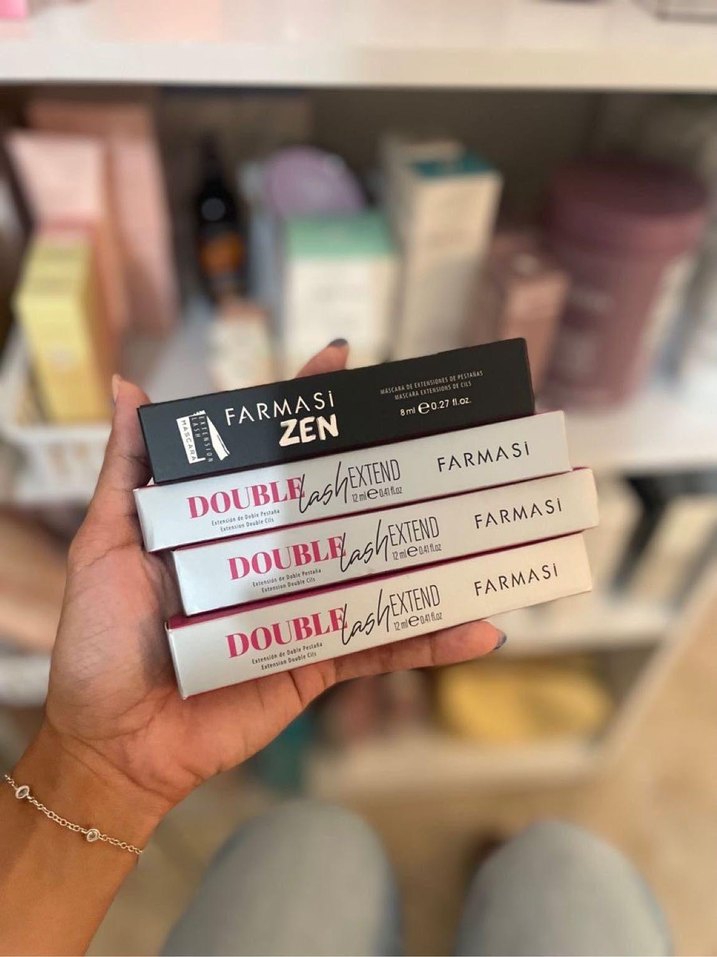 FARMASi
ZEN
EXTENSION
LASH
MASCARA
MÁSCARA DE EXTENSIONES DE PESTAÑAS
MASCARA EXTENSIONS DE CILS
8 ml e 0.27 fl.oz.
DOUBLE lash EXTEND
12 ml e 0.41 fl.oz
Extensión de Doble Pestaña
Extension Double Cils
FARMASi
DOUBLE lash EXTEND
12 ml e 0.41 fl.oz
Extensión de Doble Pestaña
Extension Double Cils
FARMASi
DOUBLE lash EXTEND
12 ml e 0.41 fl.oz
Extensión de Doble Pestaña
Extension Double Cils
FARMASi